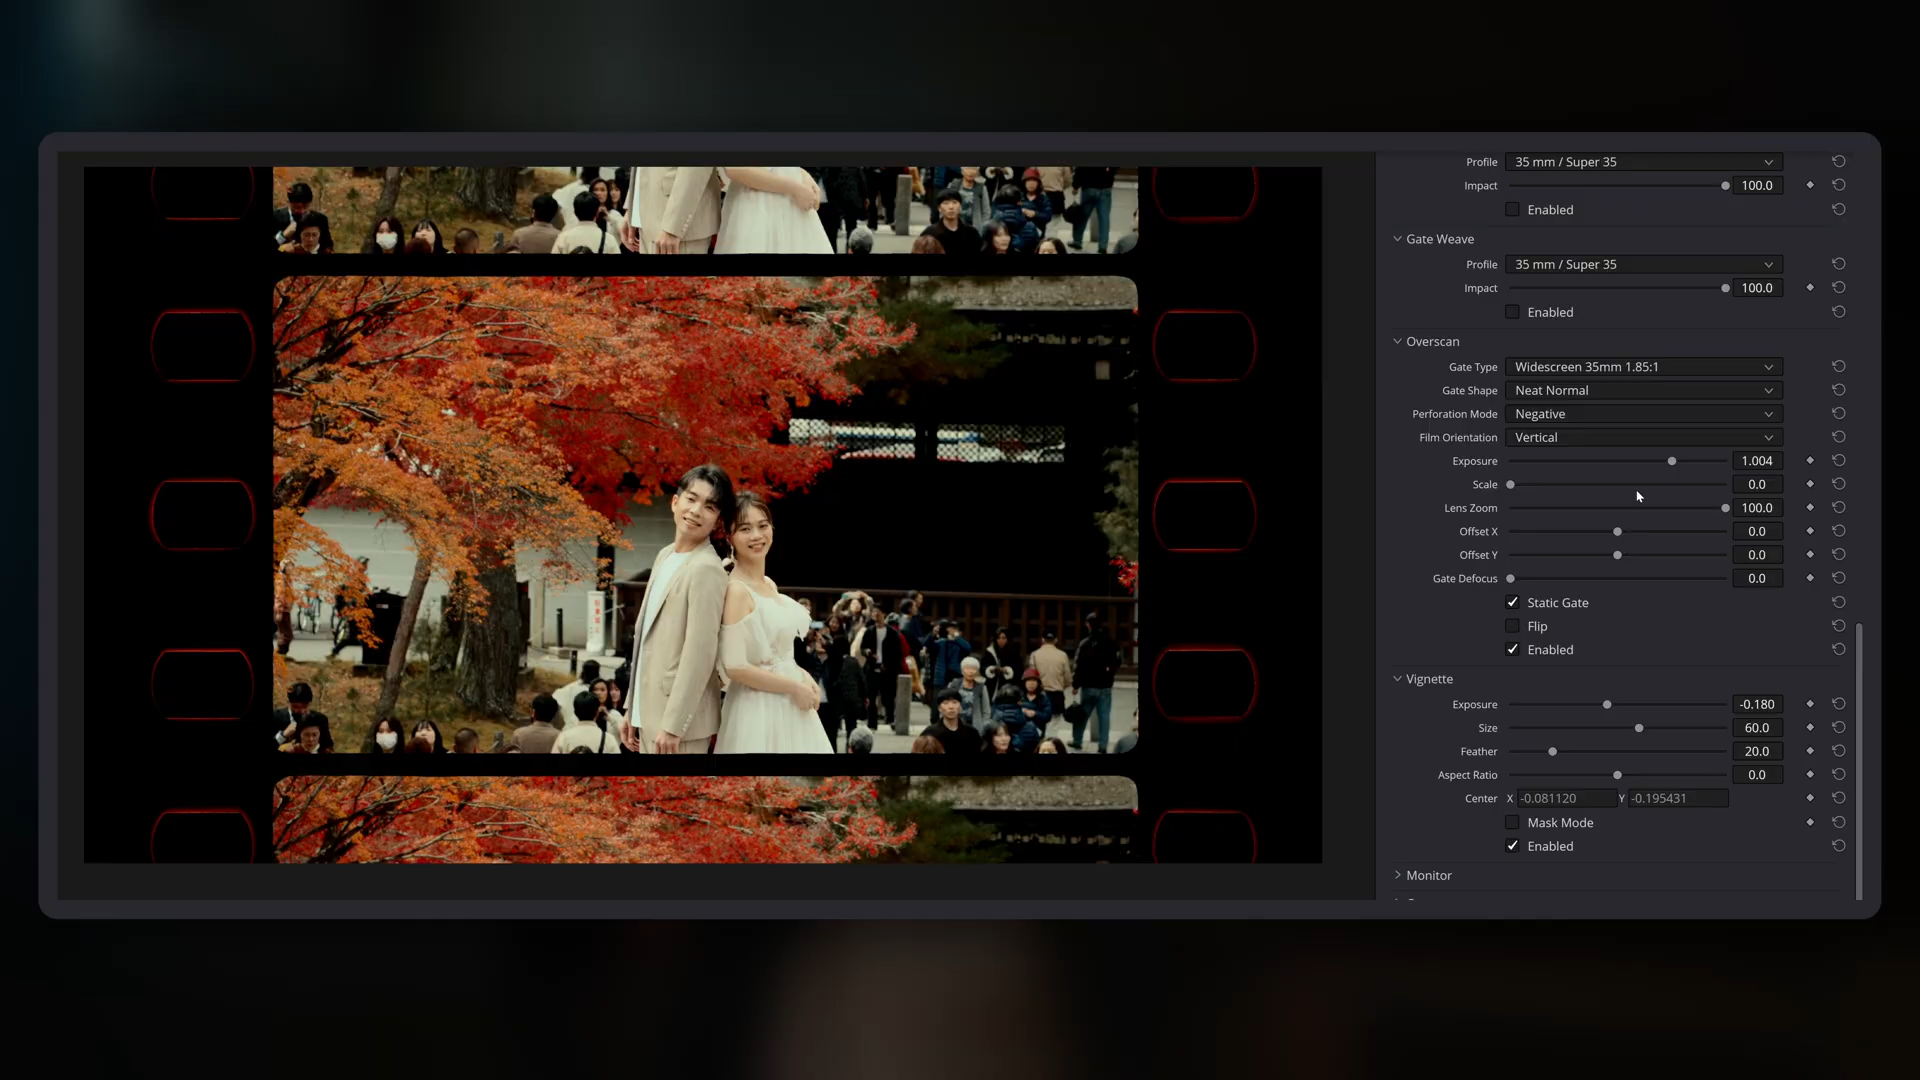 Profile 35 mm / Super 35
Impact 100.0
Enabled
Gate Weave
Profile 35 mm / Super 35
Impact 100.0
Enabled
Overscan
Gate Type Widescreen 35mm 1.85:1
Gate Shape Neat Normal
Perforation Mode Negative
Film Orientation Vertical
Exposure 1.004
Scale 0.0
Lens Zoom 100.0
Offset X 0.0
Offset Y 0.0
Gate Defocus 0.0
Static Gate
Flip
Enabled
Vignette
Exposure -0.180
Size 60.0
Feather 20.0
Aspect Ratio 0.0
Center X -0.081120 Y -0.195431
Mask Mode
Enabled
Monitor